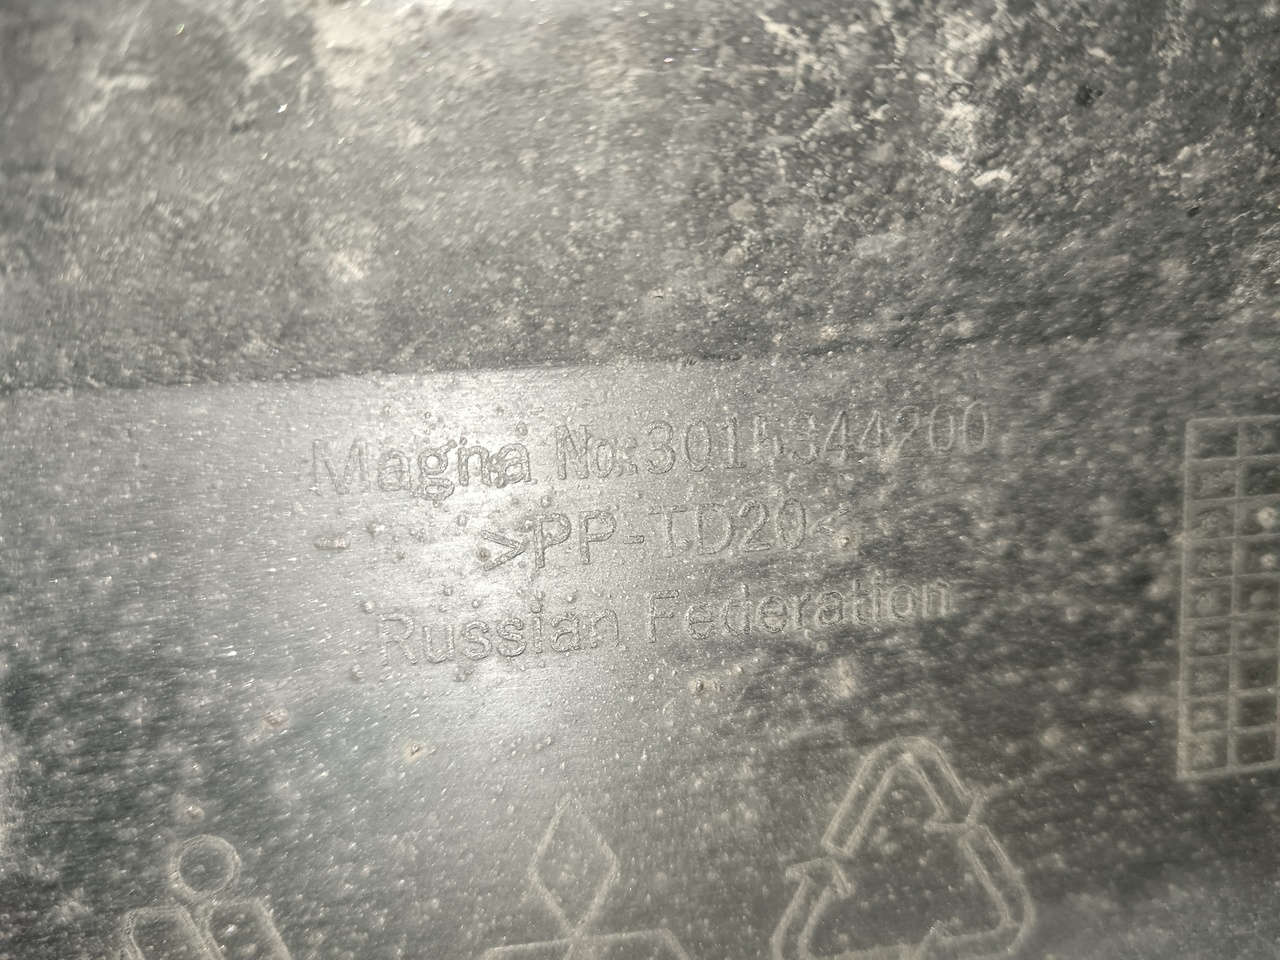 Magna No.:3015344200
>PP-TD20<
Russian Federation